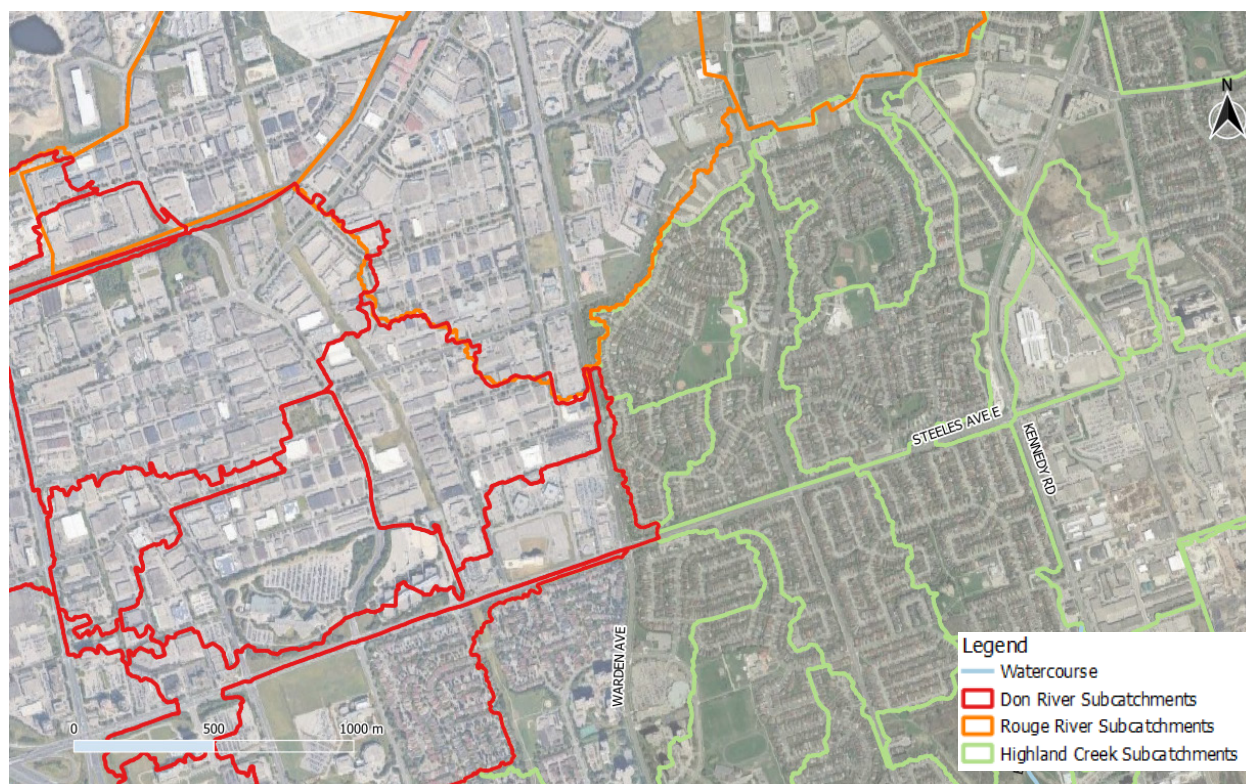 N
STEELES AVE E
KENNEDY RD
WARDEN AVE
Legend
Watercourse
Don River Subcatchments
Rouge River Subcatchments
Highland Creek Subcatchments
0 500 1000 m